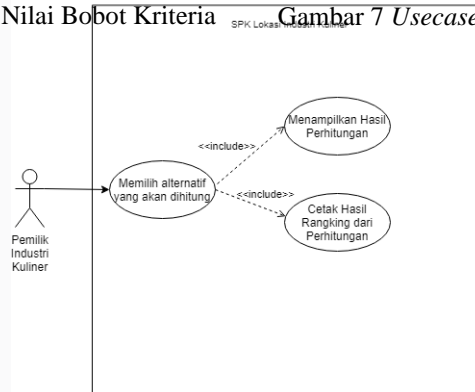 Nilai Bobot Kriteria
Gambar 7 Usecase
SPK Lokasi Industri Kuliner
Menampilkan Hasil
Perhitungan
<<include>>
Memilih alternatif
yang akan dihitung
<<include>>
Cetak Hasil
Rangking dari
Perhitungan
Pemilik
Industri
Kuliner